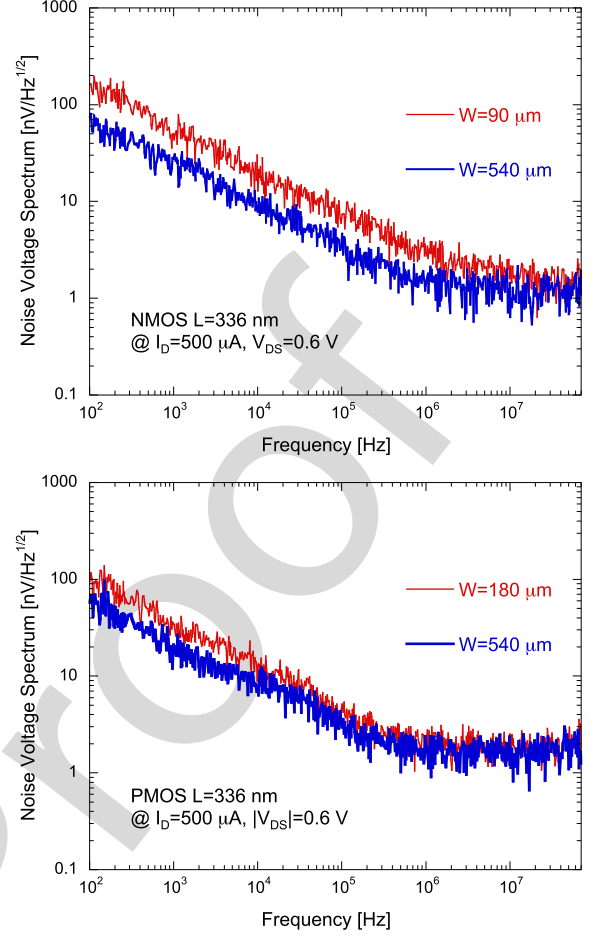 1000
100
10
1
0.1
Noise Voltage Spectrum [nV/Hz^1/2]
W=90 μm
W=540 μm
NMOS L=336 nm
@ I_D=500 μA, V_DS=0.6 V
10^2 10^3 10^4 10^5 10^6 10^7
Frequency [Hz]
1000
100
10
1
0.1
Noise Voltage Spectrum [nV/Hz^1/2]
W=180 μm
W=540 μm
PMOS L=336 nm
@ I_D=500 μA, |V_DS|=0.6 V
10^2 10^3 10^4 10^5 10^6 10^7
Frequency [Hz]
Proof